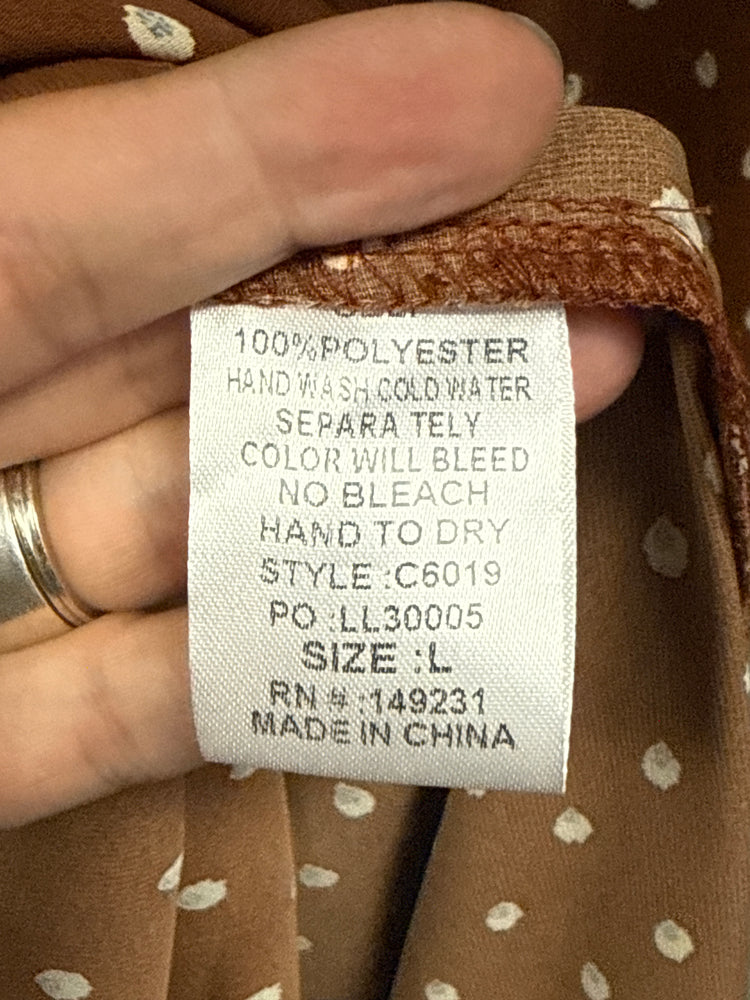 100%POLYESTER
HAND WASH COLD WATER
SEPARA TELY
COLOR WILL BLEED
NO BLEACH
HAND TO DRY
STYLE :C6019
PO :LL30005
SIZE :L
RN # :149231
MADE IN CHINA